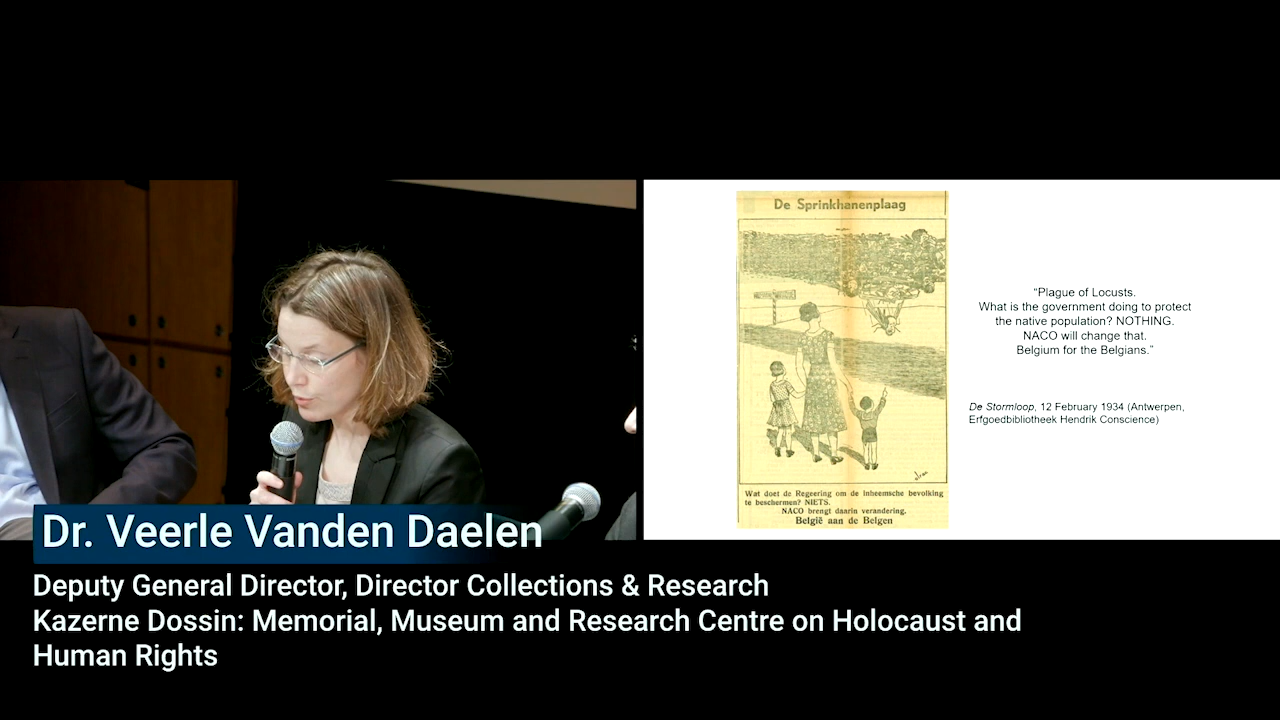 De Sprinkhanenplaag
Wat doet de Regeering om de inheemsche bevolking
te beschermen? NIETS.
NACO brengt daarin verandering.
België aan de Belgen
“Plague of Locusts.
What is the government doing to protect
the native population? NOTHING.
NACO will change that.
Belgium for the Belgians.”
De Stormloop, 12 February 1934 (Antwerpen,
Erfgoedbibliotheek Hendrik Conscience)
Dr. Veerle Vanden Daelen
Deputy General Director, Director Collections & Research
Kazerne Dossin: Memorial, Museum and Research Centre on Holocaust and
Human Rights